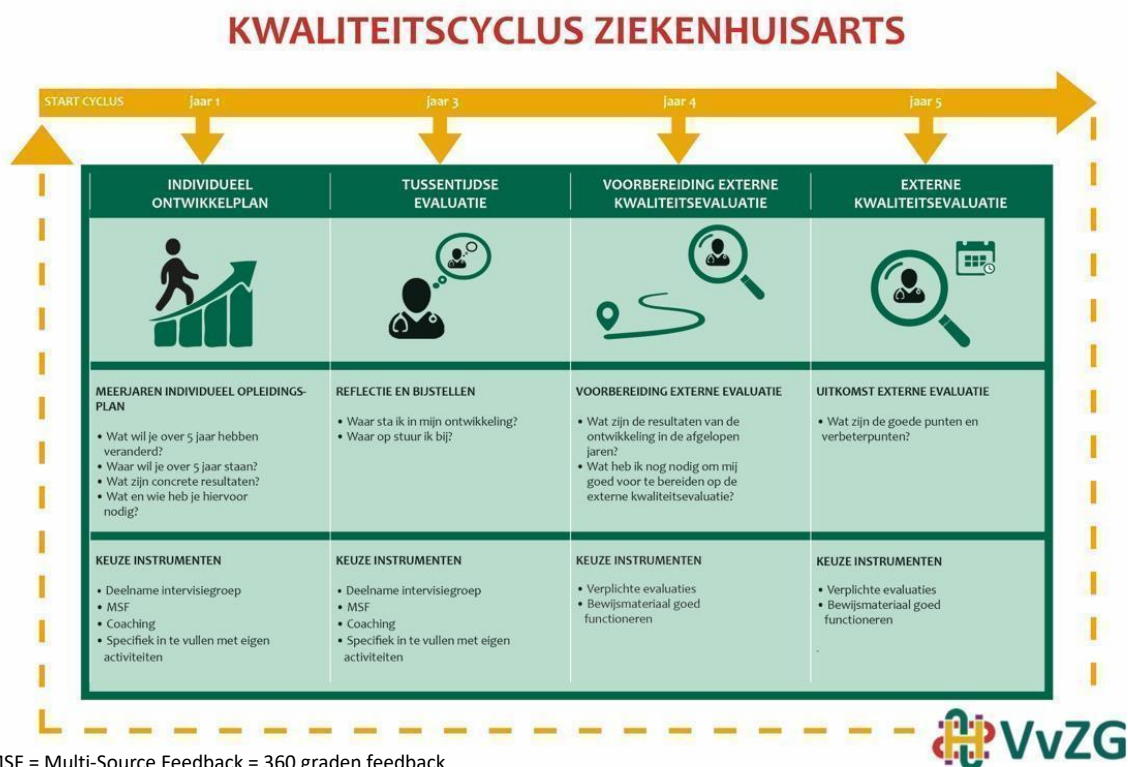 KWALITEITSCYCLUS ZIEKENHUISARTS
START CYCLUS
jaar 1
jaar 3
jaar 4
jaar 5
INDIVIDUEEL
ONTWIKKELPLAN
TUSSENTIJDSE
EVALUATIE
VOORBEREIDING EXTERNE
KWALITEITSEVALUATIE
EXTERNE
KWALITEITSEVALUATIE
MEERJAREN INDIVIDUEEL OPLEIDINGS-
PLAN
• Wat wil je over 5 jaar hebben
veranderd?
• Waar wil je over 5 jaar staan?
• Wat zijn concrete resultaten?
• Wat en wie heb je hiervoor
nodig?
REFLECTIE EN BIJSTELLEN
• Waar sta ik in mijn ontwikkeling?
• Waar op stuur ik bij?
VOORBEREIDING EXTERNE EVALUATIE
• Wat zijn de resultaten van de
ontwikkeling in de afgelopen
jaren?
• Wat heb ik nog nodig om mij
goed voor te bereiden op de
externe kwaliteitsevaluatie?
UITKOMST EXTERNE EVALUATIE
• Wat zijn de goede punten en
verbeterpunten?
KEUZE INSTRUMENTEN
• Deelname intervisiegroep
• MSF
• Coaching
• Specifiek in te vullen met eigen
activiteiten
KEUZE INSTRUMENTEN
• Deelname intervisiegroep
• MSF
• Coaching
• Specifiek in te vullen met eigen
activiteiten
KEUZE INSTRUMENTEN
• Verplichte evaluaties
• Bewijsmateriaal goed
functioneren
KEUZE INSTRUMENTEN
• Verplichte evaluaties
• Bewijsmateriaal goed
functioneren
.
VvZG
MSF = Multi-Source Feedback = 360 graden feedback